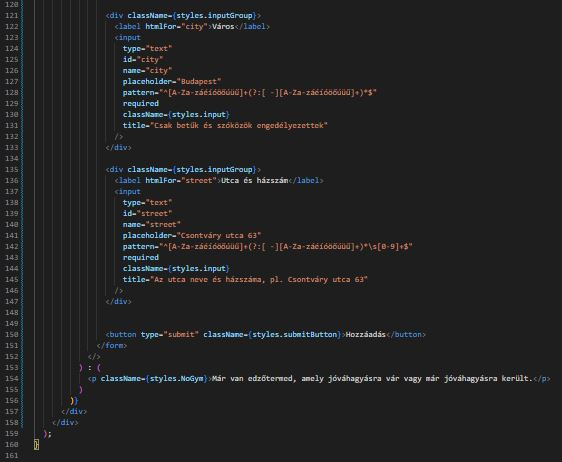 120
121 <div className={styles.inputGroup}>
122 <label htmlFor="city">Város</label>
123 <input
124 type="text"
125 id="city"
126 name="city"
127 placeholder="Budapest"
128 pattern="^[A-Za-záéíóöőúüű]+(?:[ -][A-Za-záéíóöőúüű]+)*$"
129 required
130 className={styles.input}
131 title="Csak betűk és szóközök engedélyezettek"
132 />
133 </div>
134
135 <div className={styles.inputGroup}>
136 <label htmlFor="street">Utca és házszám</label>
137 <input
138 type="text"
139 id="street"
140 name="street"
141 placeholder="Csontváry utca 63"
142 pattern="^[A-Za-záéíóöőúüű]+(?:[ -][A-Za-záéíóöőúüű]+)*\s[0-9]+$"
143 required
144 className={styles.input}
145 title="Az utca neve és házszáma, pl. Csontváry utca 63"
146 />
147 </div>
148
149
150 <button type="submit" className={styles.submitButton}>Hozzáadás</button>
151 </form>
152 </>
153 ) : (
154 <p className={styles.NoGym}>Már van edzőtermed, amely jóváhagyásra vár vagy már jóváhagyásra került.</p>
155 )
156 )}
157 </div>
158 </div>
159 );
160 }
161